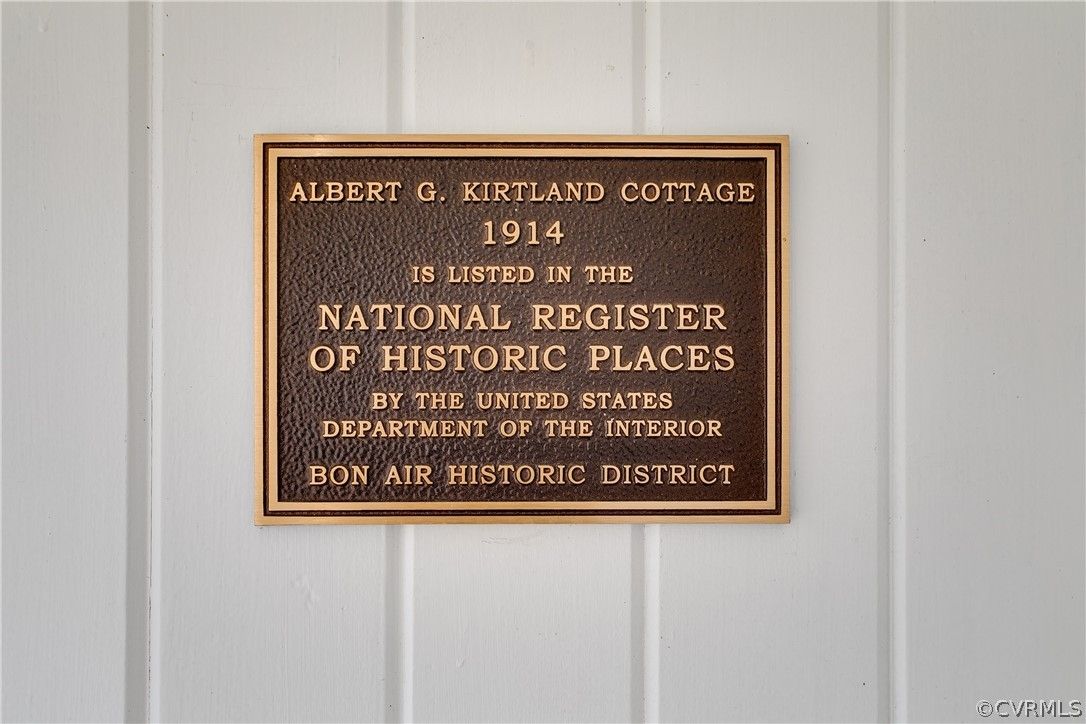 ALBERT G. KIRTLAND COTTAGE
1914
IS LISTED IN THE
NATIONAL REGISTER
OF HISTORIC PLACES
BY THE UNITED STATES
DEPARTMENT OF THE INTERIOR
BON AIR HISTORIC DISTRICT
©CVRMLS